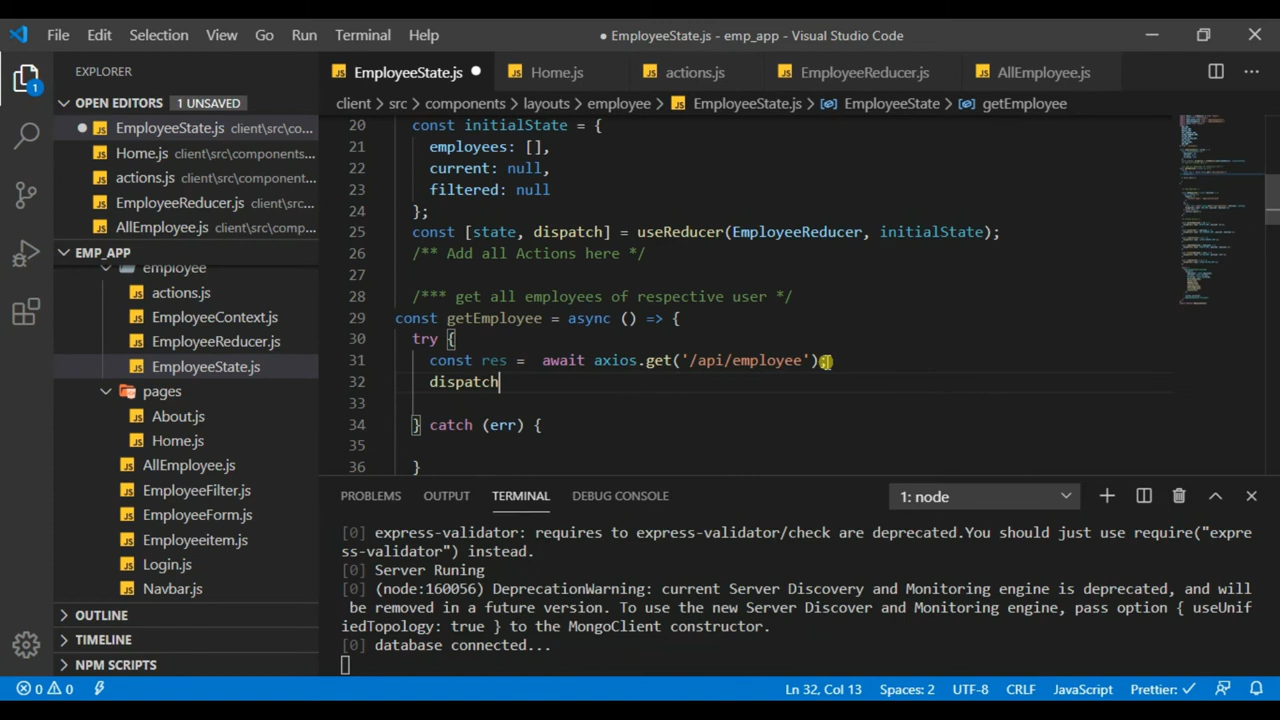 File Edit Selection View Go Run Terminal Help
● EmployeeState.js - emp_app - Visual Studio Code
EXPLORER
OPEN EDITORS 1 UNSAVED
EmployeeState.js client\src\co...
Home.js client\src\components...
actions.js client\src\component...
EmployeeReducer.js client\src...
AllEmployee.js client\src\comp...
EMP_APP
employee
actions.js
EmployeeContext.js
EmployeeReducer.js
EmployeeState.js
pages
About.js
Home.js
AllEmployee.js
EmployeeFilter.js
EmployeeForm.js
Employeeitem.js
Login.js
Navbar.js
OUTLINE
TIMELINE
NPM SCRIPTS
1
EmployeeState.js Home.js actions.js EmployeeReducer.js AllEmployee.js
client > src > components > layouts > employee > EmployeeState.js > EmployeeState > getEmployee
20 const initialState = {
21 employees: [],
22 current: null,
23 filtered: null
24 };
25 const [stats, dispatch] = useReducer(EmployeeReducer, initialState);
26 /** Add all Actions here */
27
28 /*** get all employees of respective user */
29 const getEmployee = async () => {
30 try {
31 const res =  await axios.get('/api/employee');
32 dispatch
33
34 } catch (err) {
35
36 }
PROBLEMS OUTPUT TERMINAL DEBUG CONSOLE 1: node
[0] express-validator: requires to express-validator/check are deprecated.You should just use require("expre
ss-validator") instead.
[0] Server Runing
[0] (node:160056) DeprecationWarning: current Server Discovery and Monitoring engine is deprecated, and will
be removed in a future version. To use the new Server Discover and Monitoring engine, pass option { useUnif
iedTopology: true } to the MongoClient constructor.
[0] database connected...
0 0 Ln 32, Col 13 Spaces: 2 UTF-8 CRLF JavaScript Prettier: ✓